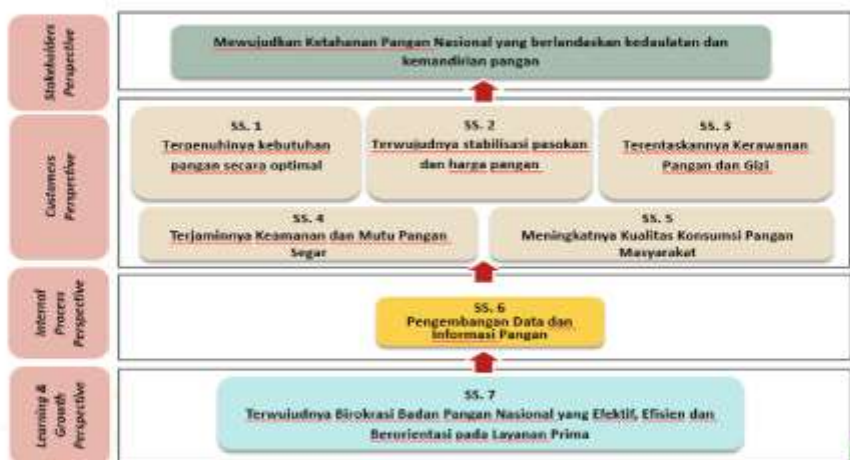 Stakeholders
Perspective
Mewujudkan Ketahanan Pangan Nasional yang berlandaskan kedaulatan dan
kemandirian pangan
Customers
Perspective
SS. 1
Terpenuhinya kebutuhan
pangan secara optimal
SS. 2
Terwujudnya stabilisasi pasokan
dan harga pangan
SS. 3
Terentaskannya Kerawanan
Pangan dan Gizi
SS. 4
Terjaminnya Keamanan dan Mutu Pangan
Segar
SS. 5
Meningkatnya Kualitas Konsumsi Pangan
Masyarakat
Internal
Process
Perspective
SS. 6
Pengembangan Data dan
Informasi Pangan
Learning &
Growth
Perspective
SS. 7
Terwujudnya Birokrasi Badan Pangan Nasional yang Efektif, Efisien dan
Berorientasi pada Layanan Prima